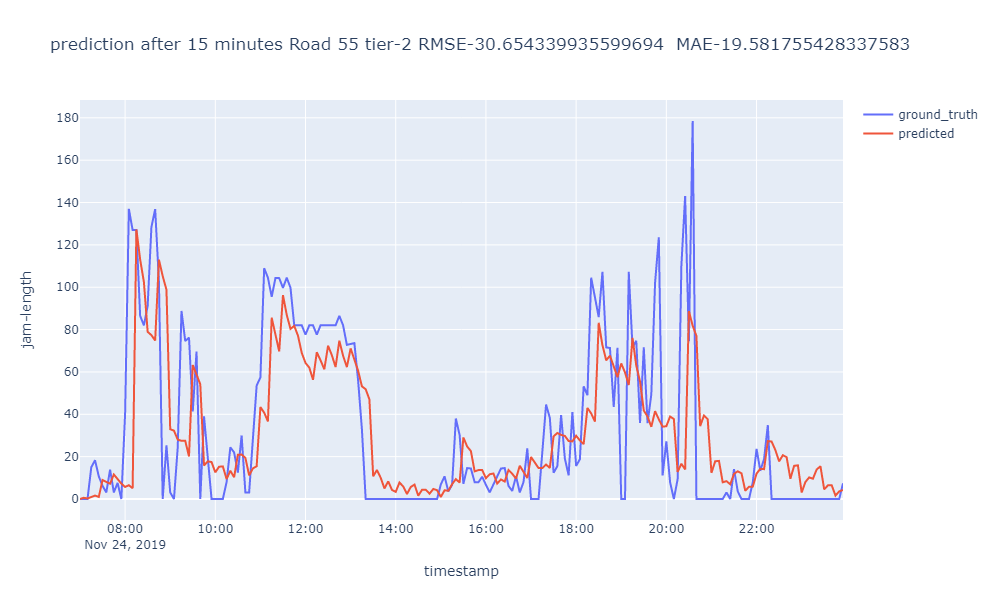 prediction after 15 minutes Road 55 tier-2 RMSE-30.654339935599694  MAE-19.581755428337583
ground_truth
predicted
180
160
140
120
100
80
60
40
20
0
jam-length
08:00 10:00 12:00 14:00 16:00 18:00 20:00 22:00
Nov 24, 2019
timestamp